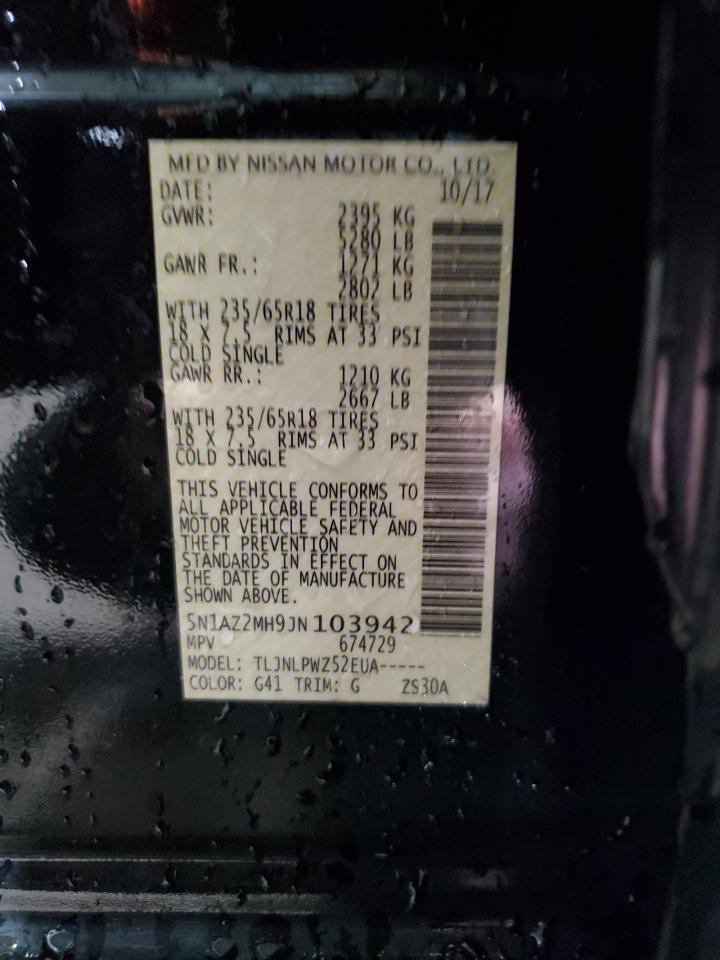 MFD BY NISSAN MOTOR CO., LTD.
DATE: 10/17
GVWR: 2395 KG
5280 LB
GAWR FR.: 1271 KG
2802 LB
WITH 235/65R18 TIRES
18 X 7.5 RIMS AT 33 PSI
COLD SINGLE
GAWR RR.: 1210 KG
2667 LB
WITH 235/65R18 TIRES
18 X 7.5 RIMS AT 33 PSI
COLD SINGLE
THIS VEHICLE CONFORMS TO
ALL APPLICABLE FEDERAL
MOTOR VEHICLE SAFETY AND
THEFT PREVENTION
STANDARDS IN EFFECT ON
THE DATE OF MANUFACTURE
SHOWN ABOVE.
5N1AZ2MH9JN103942
MPV 674729
MODEL: TLJNLPWZ52EUA-----
COLOR: G41 TRIM: G ZS30A